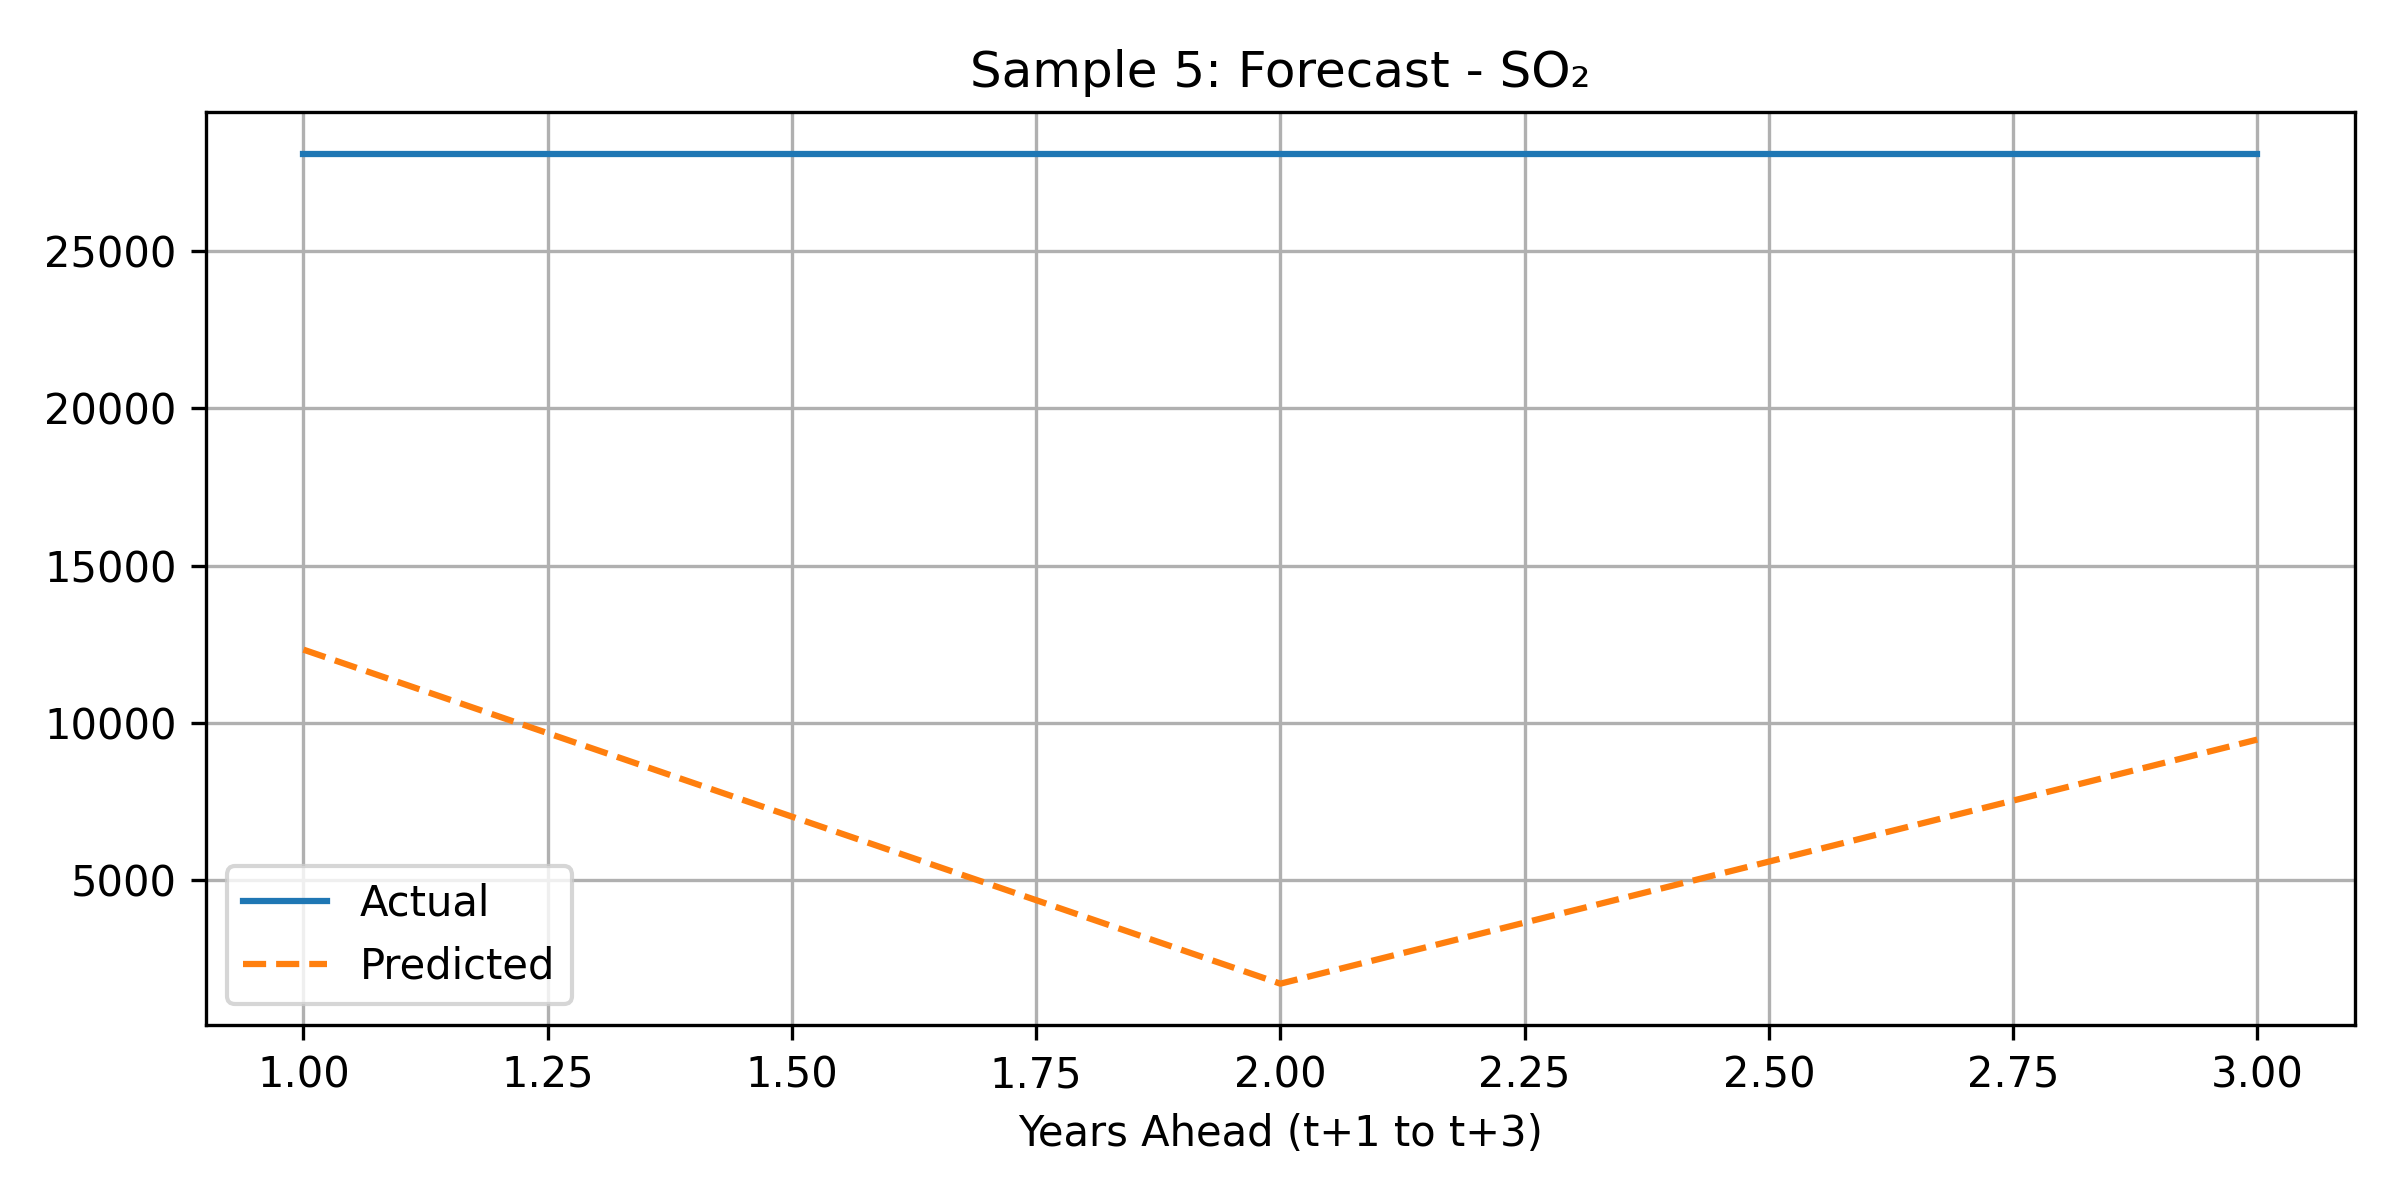 Sample 5: Forecast - SO₂
25000
20000
15000
10000
5000
Actual
Predicted
1.00 1.25 1.50 1.75 2.00 2.25 2.50 2.75 3.00
Years Ahead (t+1 to t+3)